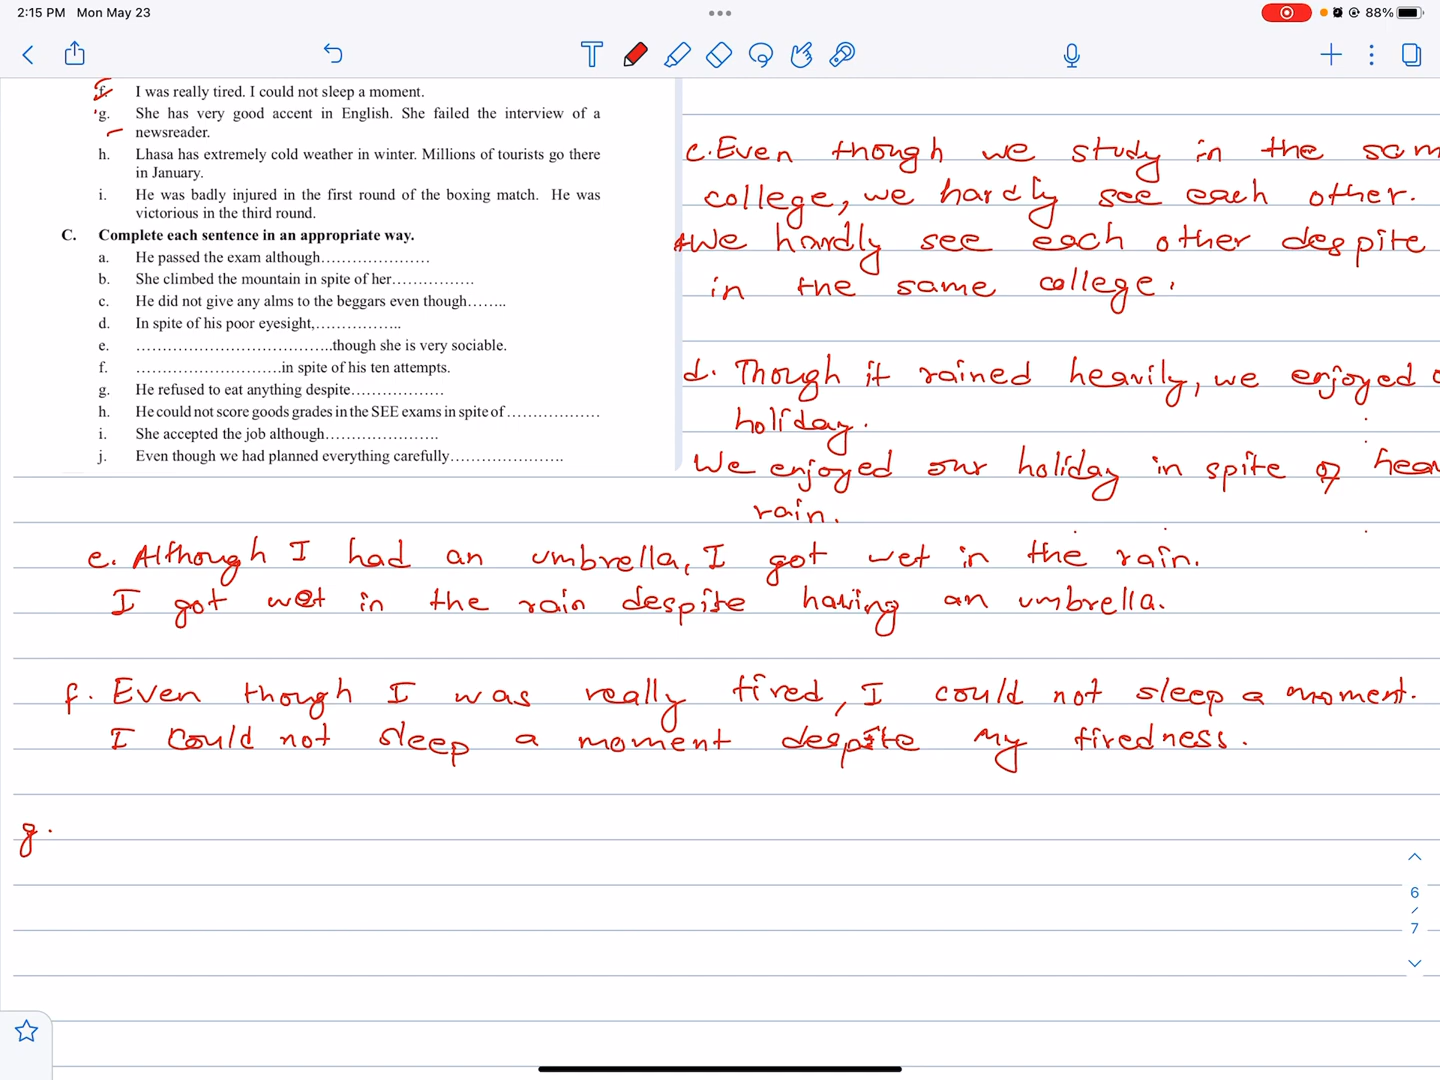 2:15 PM Mon May 23
88%
f. I was really tired. I could not sleep a moment.
g. She has very good accent in English. She failed the interview of a
newsreader.
h. Lhasa has extremely cold weather in winter. Millions of tourists go there
in January.
i. He was badly injured in the first round of the boxing match. He was
victorious in the third round.
C. Complete each sentence in an appropriate way.
a. He passed the exam although.....................
b. She climbed the mountain in spite of her................
c. He did not give any alms to the beggars even though........
d. In spite of his poor eyesight,.................
e. ......................................though she is very sociable.
f. ............................in spite of his ten attempts.
g. He refused to eat anything despite..................
h. He could not score goods grades in the SEE exams in spite of..................
i. She accepted the job although......................
j. Even though we had planned everything carefully......................
c. Even though we study in the sam
college, we hardly see each other.
We hardly see each other despite
in the same college.
d. Though it rained heavily, we enjoyed o
holiday.
We enjoyed our holiday in spite of hea
rain.
e. Although I had an umbrella, I got wet in the rain.
I got wet in the rain despite having an umbrella.
f. Even though I was really tired, I could not sleep a moment.
I could not sleep a moment despite my tiredness.
g.
6
/
7